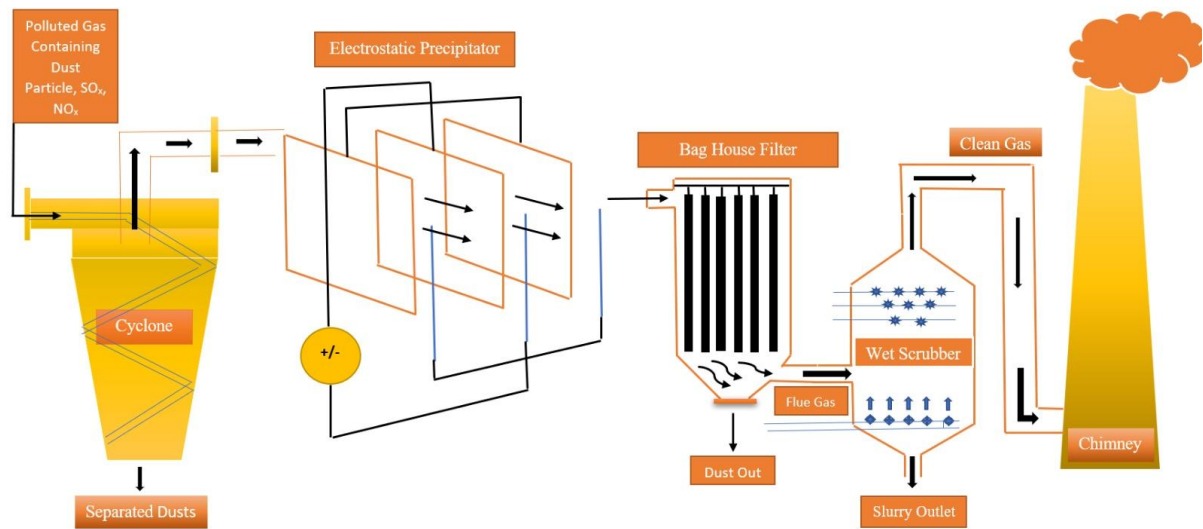 Polluted Gas
Containing
Dust
Particle, SOₓ,
NOₓ
Electrostatic Precipitator
Bag House Filter
Clean Gas
Cyclone
+/-
Wet Scrubber
Flue Gas
Chimney
Dust Out
Separated Dusts
Slurry Outlet